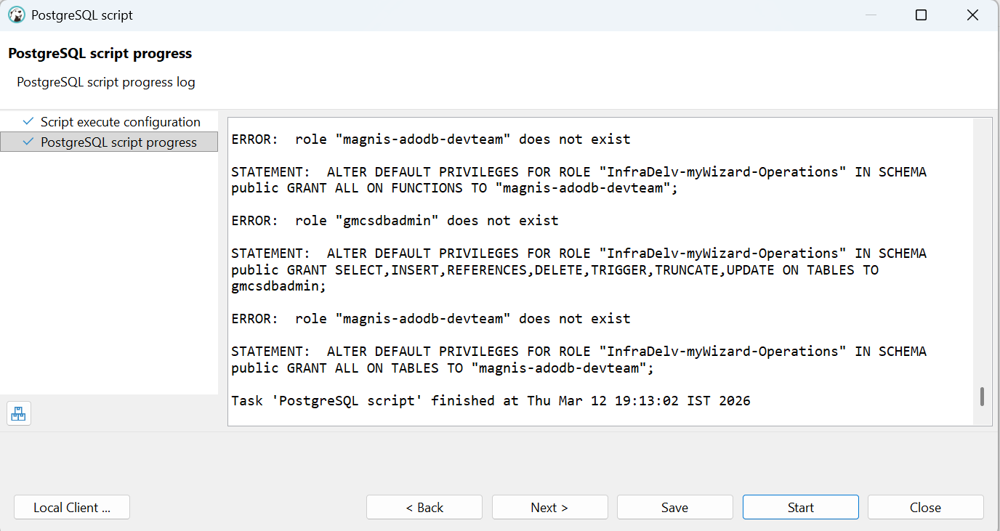 PostgreSQL script
PostgreSQL script progress
PostgreSQL script progress log
Script execute configuration
PostgreSQL script progress
ERROR:  role "magnis-adodb-devteam" does not exist
STATEMENT:  ALTER DEFAULT PRIVILEGES FOR ROLE "InfraDelv-myWizard-Operations" IN SCHEMA
public GRANT ALL ON FUNCTIONS TO "magnis-adodb-devteam";
ERROR:  role "gmcsdbadmin" does not exist
STATEMENT:  ALTER DEFAULT PRIVILEGES FOR ROLE "InfraDelv-myWizard-Operations" IN SCHEMA
public GRANT SELECT,INSERT,REFERENCES,DELETE,TRIGGER,TRUNCATE,UPDATE ON TABLES TO
gmcsdbadmin;
ERROR:  role "magnis-adodb-devteam" does not exist
STATEMENT:  ALTER DEFAULT PRIVILEGES FOR ROLE "InfraDelv-myWizard-Operations" IN SCHEMA
public GRANT ALL ON TABLES TO "magnis-adodb-devteam";
Task 'PostgreSQL script' finished at Thu Mar 12 19:13:02 IST 2026
Local Client ...
< Back
Next >
Save
Start
Close